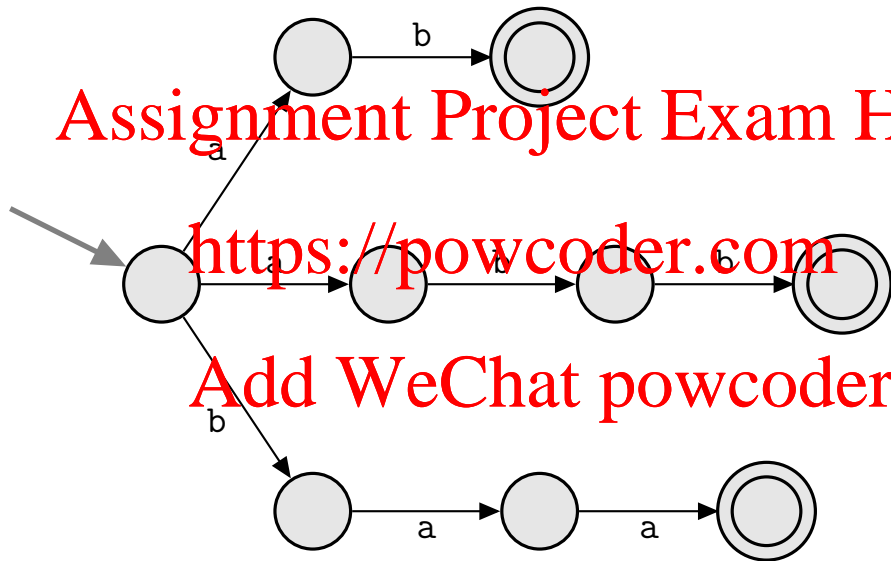 b
Assignment Project Exam H
a
https://powcoder.com
a b b
Add WeChat powcoder
b
a a